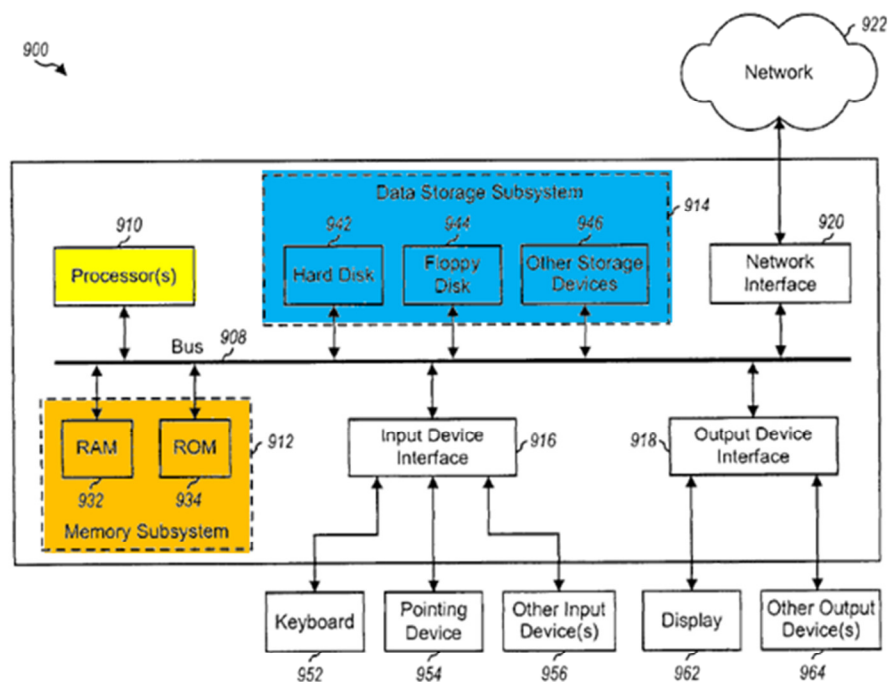 900
922
Network
Data Storage Subsystem
914
910
942
944
946
920
Processor(s)
Hard Disk
Floppy
Disk
Other Storage
Devices
Network
Interface
Bus
908
RAM
ROM
912
932
934
Memory Subsystem
Input Device
Interface
916
918
Output Device
Interface
Keyboard
Pointing
Device
Other Input
Device(s)
Display
Other Output
Device(s)
952
954
956
962
964